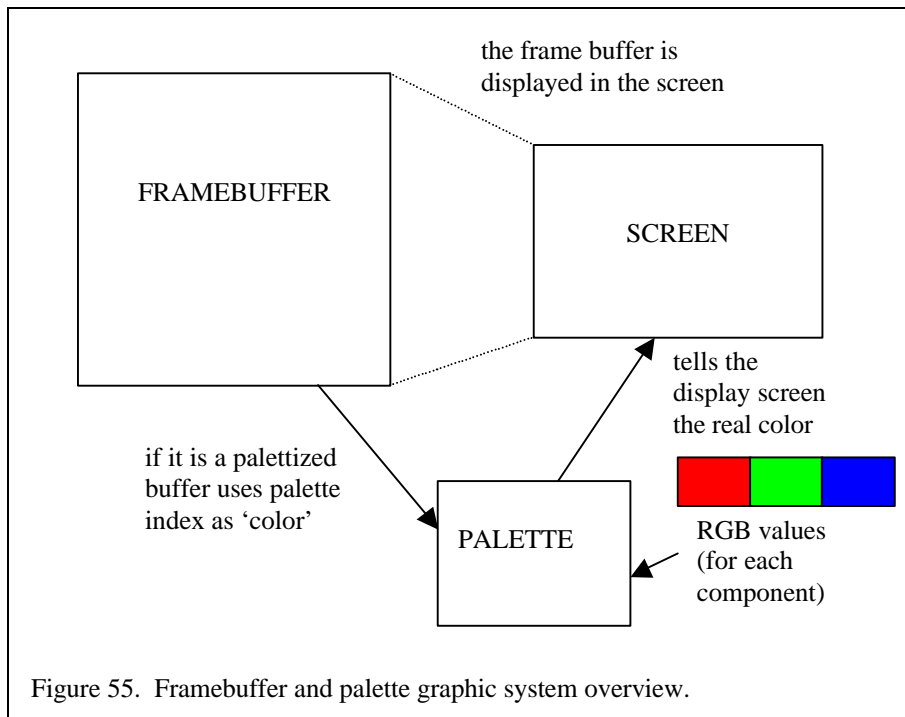 the frame buffer is
displayed in the screen
FRAMEBUFFER
SCREEN
tells the
display screen
the real color
if it is a palettized
buffer uses palette
index as ‘color’
PALETTE
RGB values
(for each
component)
Figure 55.  Framebuffer and palette graphic system overview.